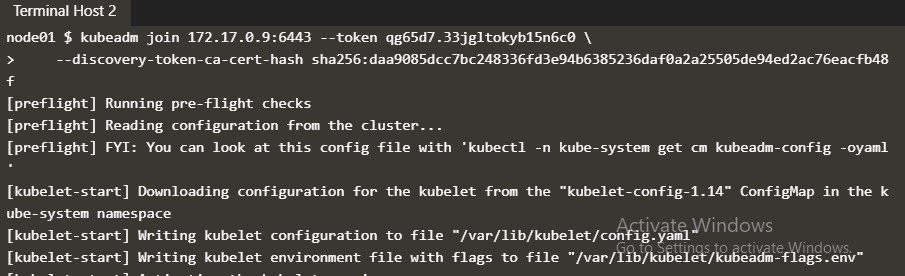 Terminal Host 2
node01 $ kubeadm join 172.17.0.9:6443 --token qg65d7.33jgltokyb15n6c0 \
>     --discovery-token-ca-cert-hash sha256:daa9085dcc7bc248336fd3e94b6385236daf0a2a25505de94ed2ac76eacfb48
f
[preflight] Running pre-flight checks
[preflight] Reading configuration from the cluster...
[preflight] FYI: You can look at this config file with 'kubectl -n kube-system get cm kubeadm-config -oyaml
'
[kubelet-start] Downloading configuration for the kubelet from the "kubelet-config-1.14" ConfigMap in the k
ube-system namespace
[kubelet-start] Writing kubelet configuration to file "/var/lib/kubelet/config.yaml"
[kubelet-start] Writing kubelet environment file with flags to file "/var/lib/kubelet/kubeadm-flags.env"
Activate Windows
Go to Settings to activate Windows.